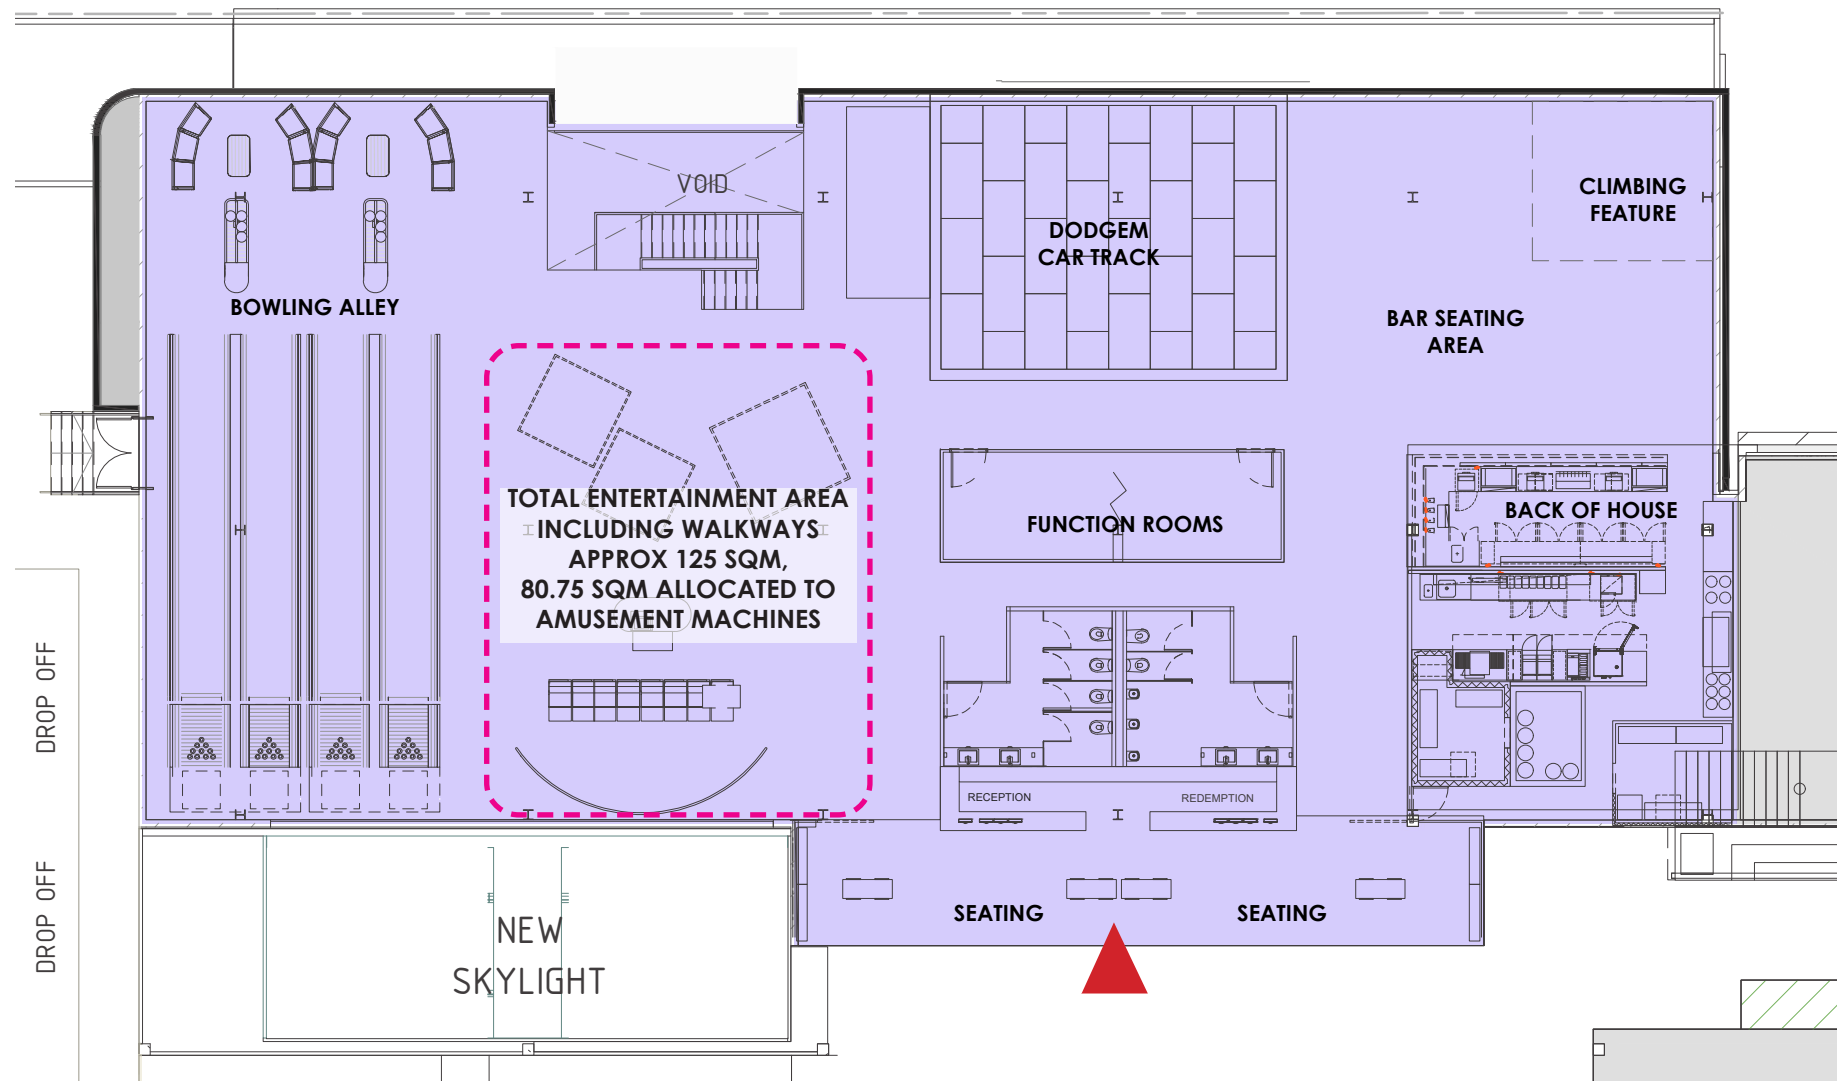 VOID
CLIMBING
FEATURE
DODGEM
CAR TRACK
BOWLING ALLEY
BAR SEATING
AREA
TOTAL ENTERTAINMENT AREA
INCLUDING WALKWAYS
APPROX 125 SQM,
80.75 SQM ALLOCATED TO
AMUSEMENT MACHINES
FUNCTION ROOMS
BACK OF HOUSE
DROP OFF
RECEPTION
REDEMPTION
DROP OFF
SEATING
SEATING
NEW
SKYLIGHT